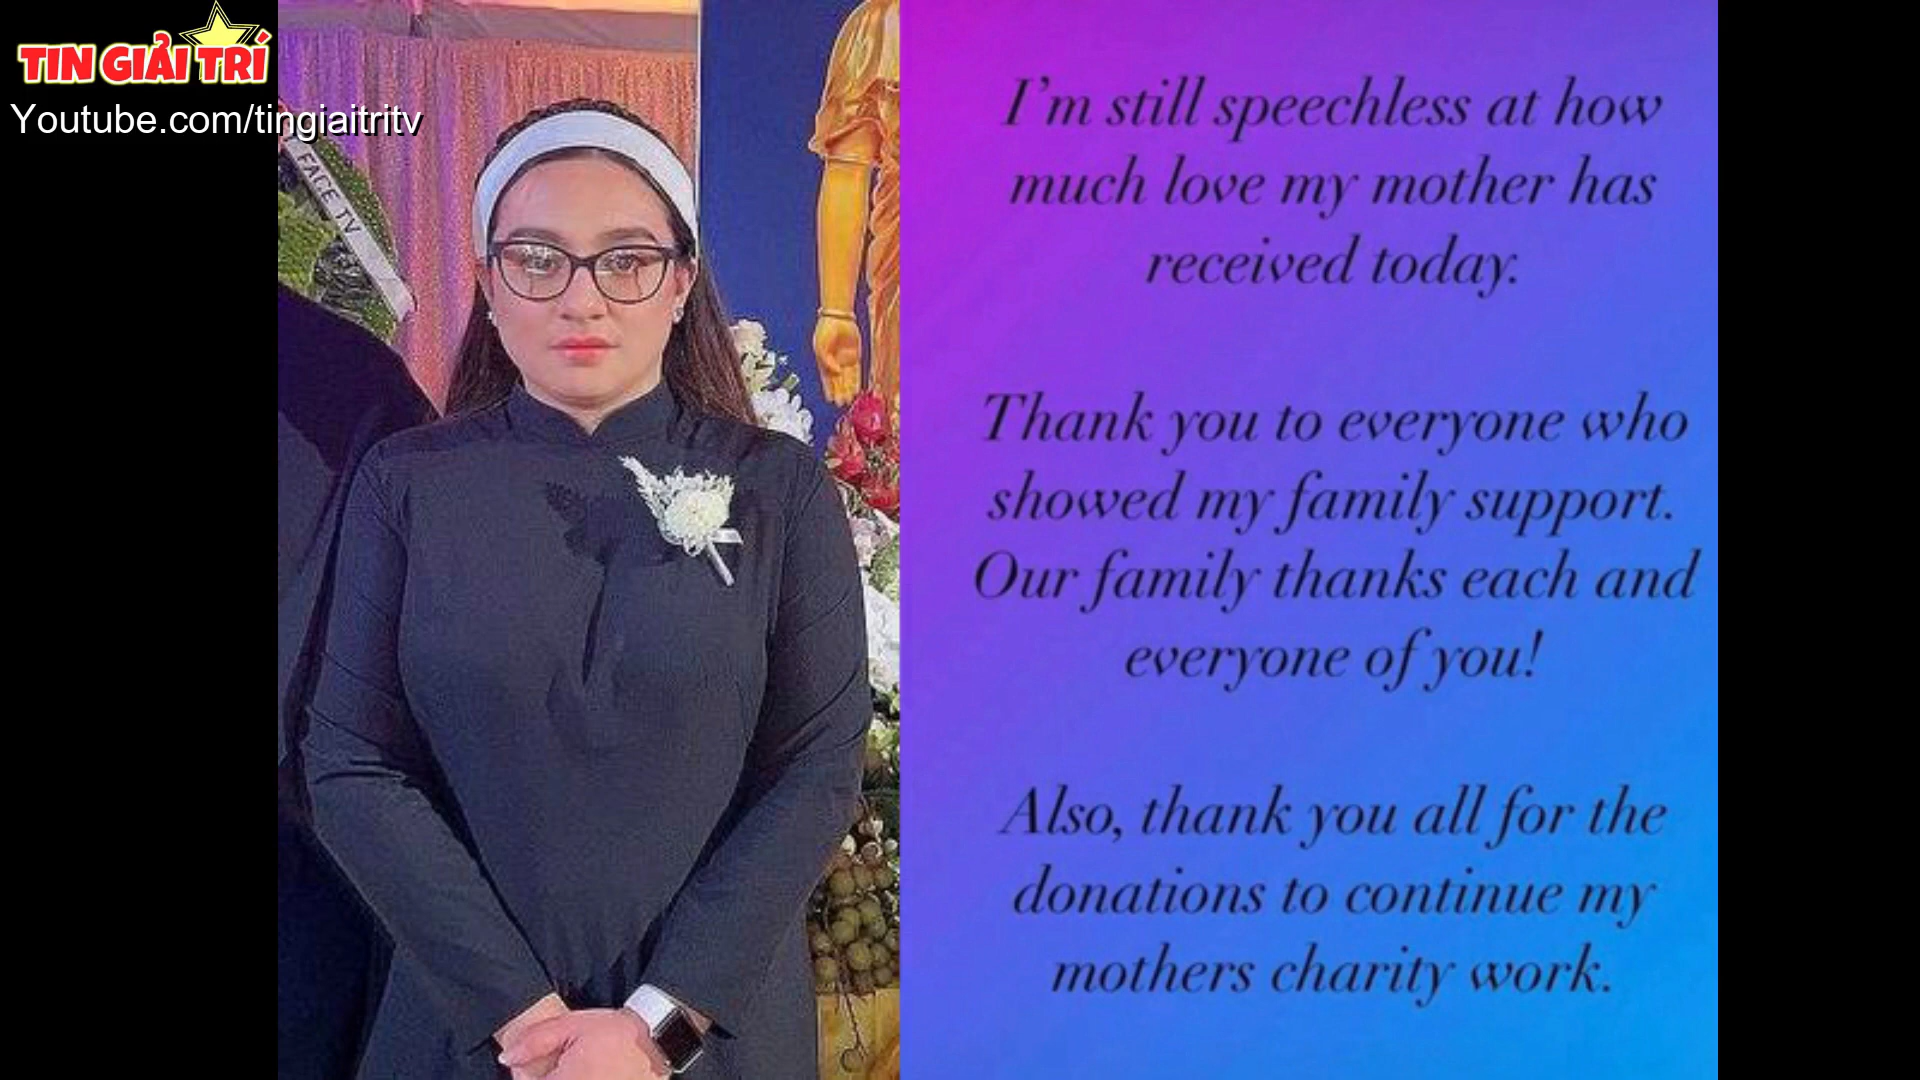 TIN GIẢI TRÍ
Youtube.com/tingiaitritv
FACE TV
I'm still speechless at how
much love my mother has
received today.
Thank you to everyone who
showed my family support.
Our family thanks each and
everyone of you!
Also, thank you all for the
donations to continue my
mothers charity work.